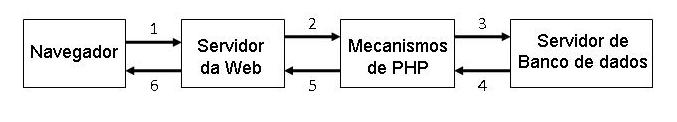 1
2
3
Navegador
Servidor
da Web
Mecanismos
de PHP
Servidor de
Banco de dados
6
5
4